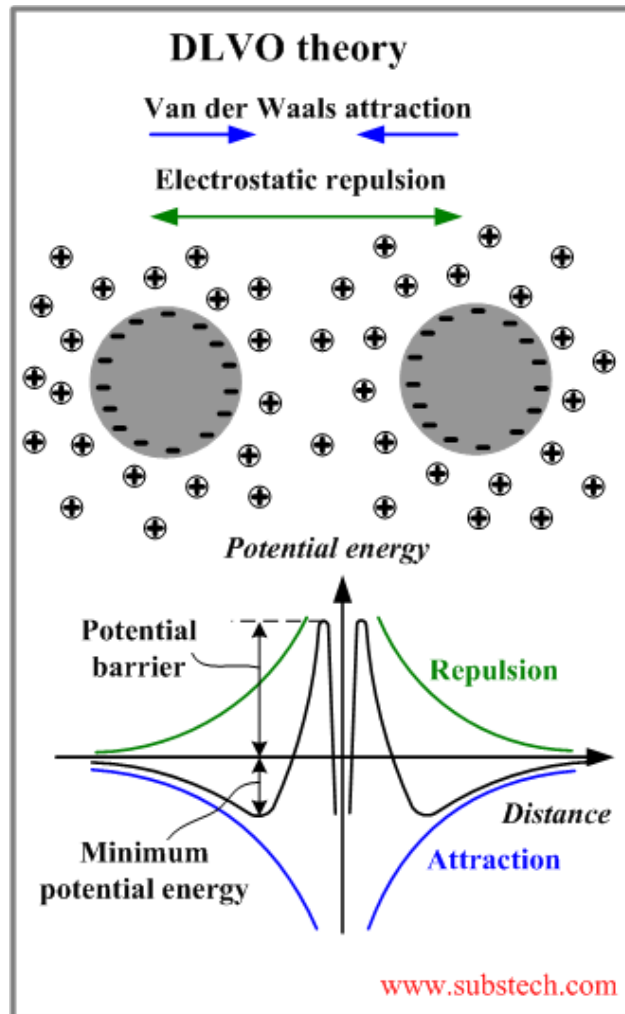 DLVO theory
Van der Waals attraction
Electrostatic repulsion
Potential energy
Potential
barrier
Repulsion
Distance
Minimum
potential energy
Attraction
www.substech.com